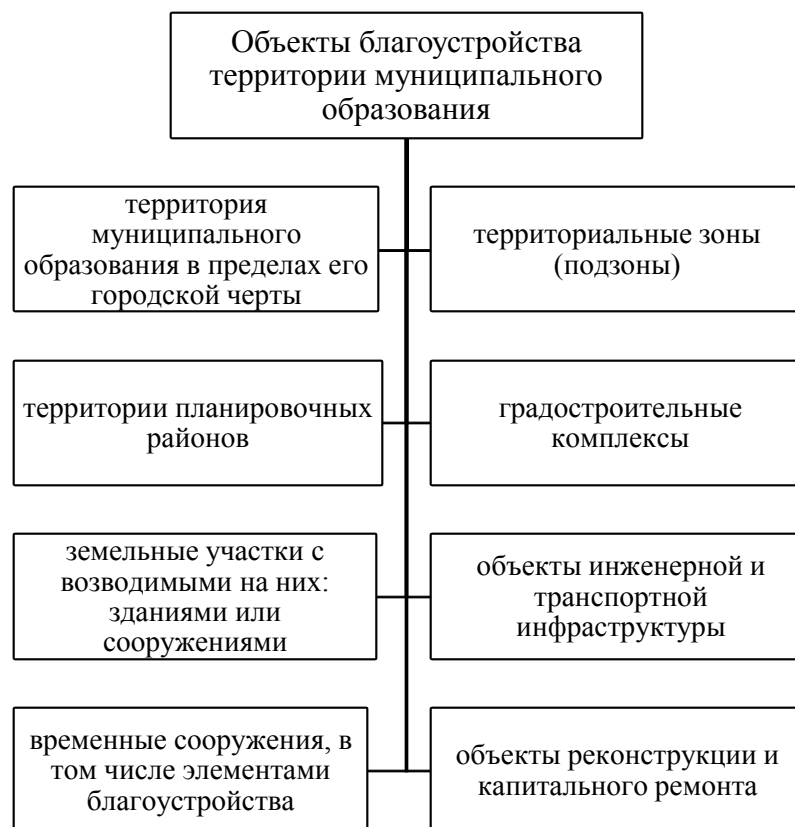 Объекты благоустройства
территории муниципального
образования
территория
муниципального
образования в пределах его
городской черты
территориальные зоны
(подзоны)
территории планировочных
районов
градостроительные
комплексы
земельные участки с
возводимыми на них:
зданиями или
сооружениями
объекты инженерной и
транспортной
инфраструктуры
временные сооружения, в
том числе элементами
благоустройства
объекты реконструкции и
капитального ремонта